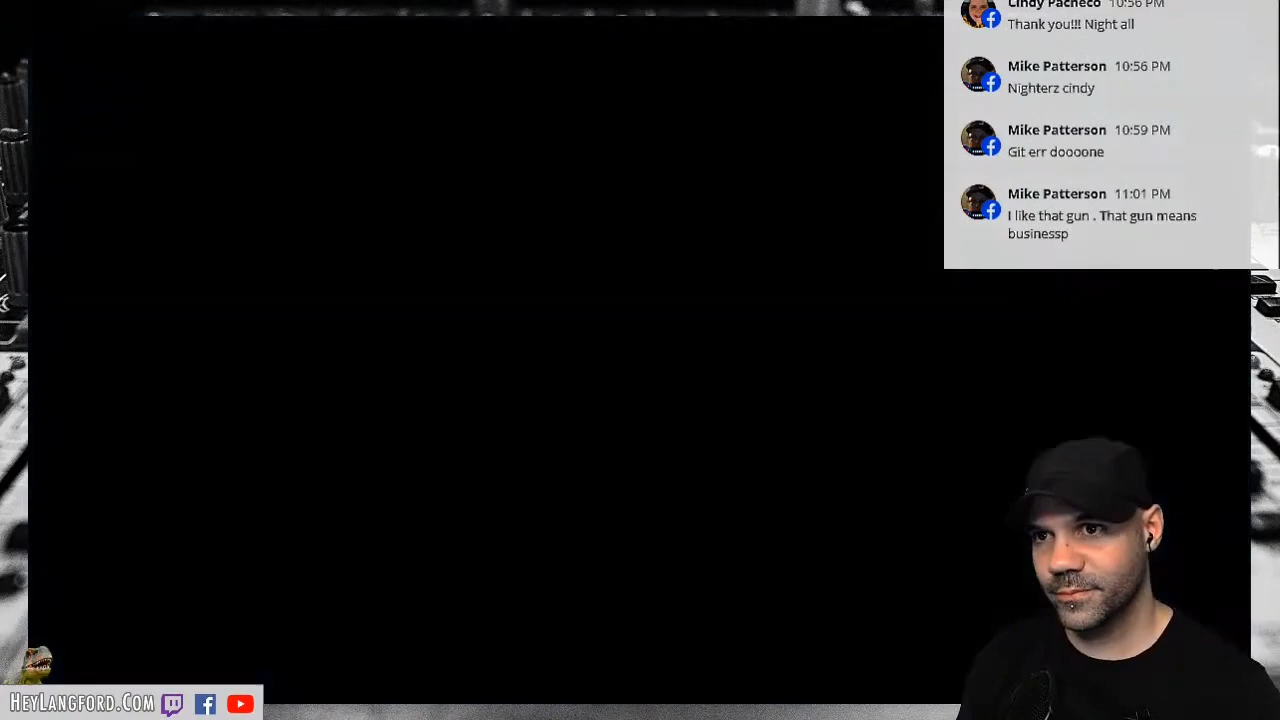 Cindy Pacheco 10:56 PM
Thank you!!! Night all
Mike Patterson 10:56 PM
Nighterz cindy
Mike Patterson 10:59 PM
Git err doooone
Mike Patterson 11:01 PM
I like that gun . That gun means
businessp
HeyLangford.Com